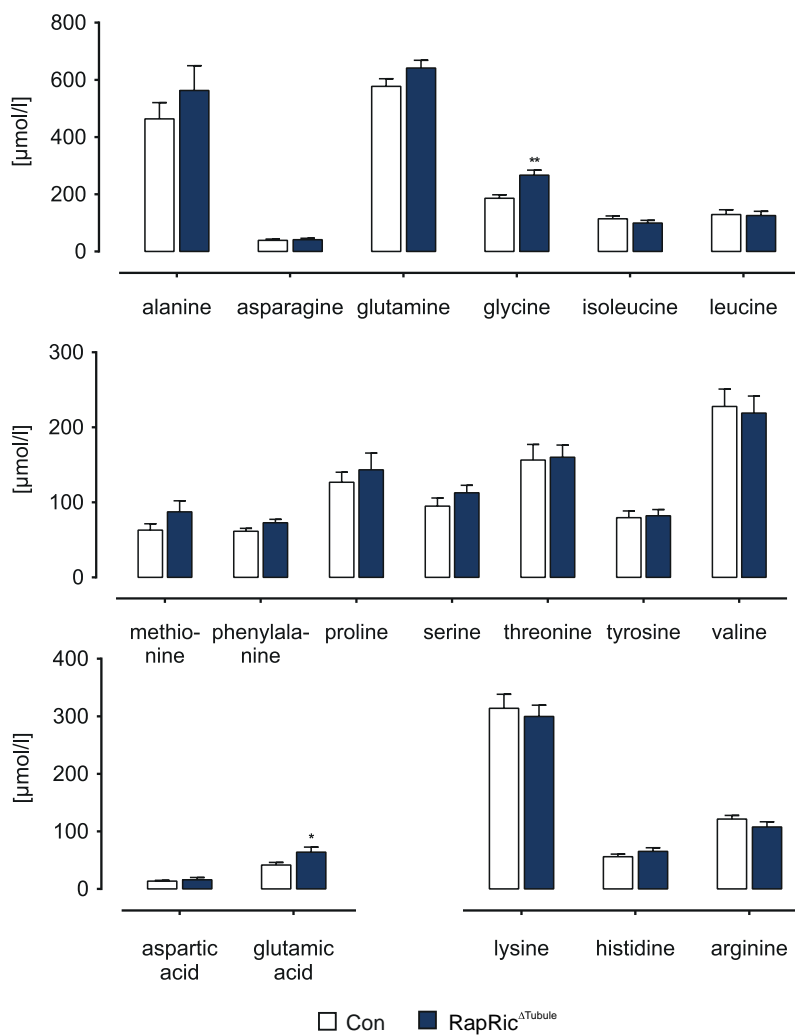 800
600
400
200
0
[µmol/l]
**
alanine asparagine glutamine glycine isoleucine leucine
300
200
100
0
[µmol/l]
methio-
nine
phenylala-
nine
proline serine threonine tyrosine valine
400
300
200
100
0
[µmol/l]
*
aspartic
acid
glutamic
acid
lysine histidine arginine
Con RapRic^ΔTubule